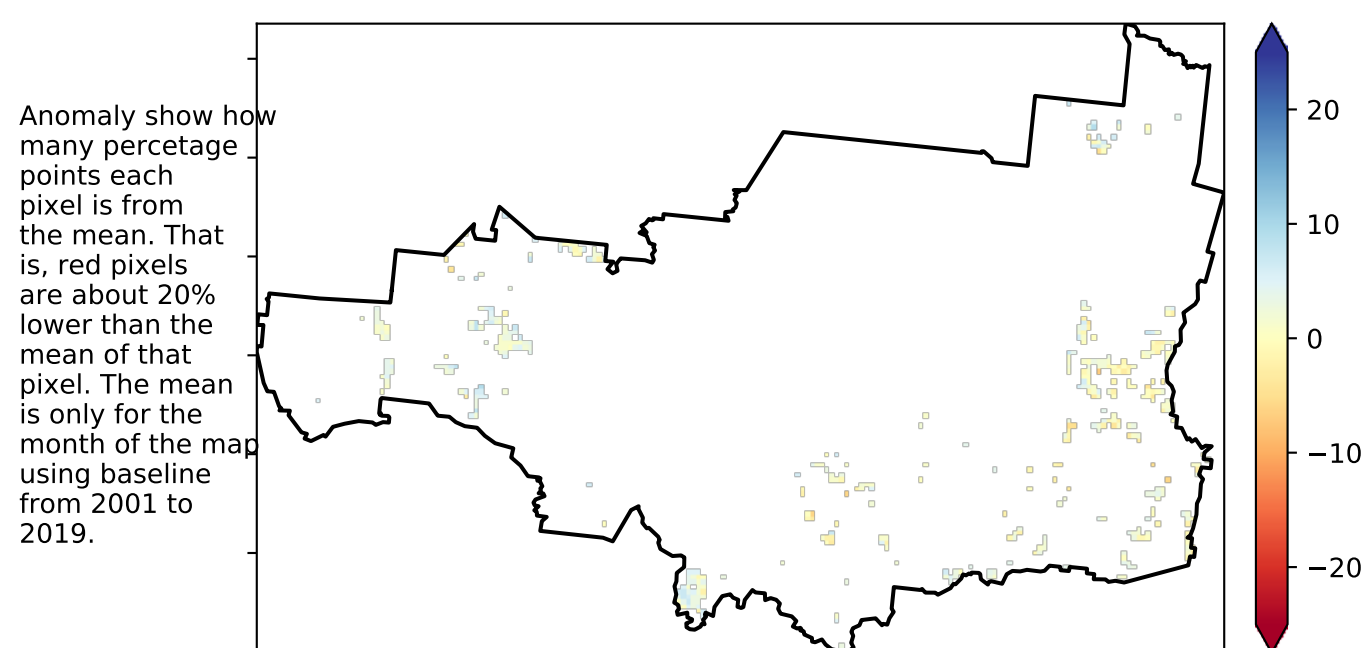 Anomaly show how
many percetage
points each
pixel is from
the mean. That
is, red pixels
are about 20%
lower than the
mean of that
pixel. The mean
is only for the
month of the map
using baseline
from 2001 to
2019.
20
10
0
−10
−20